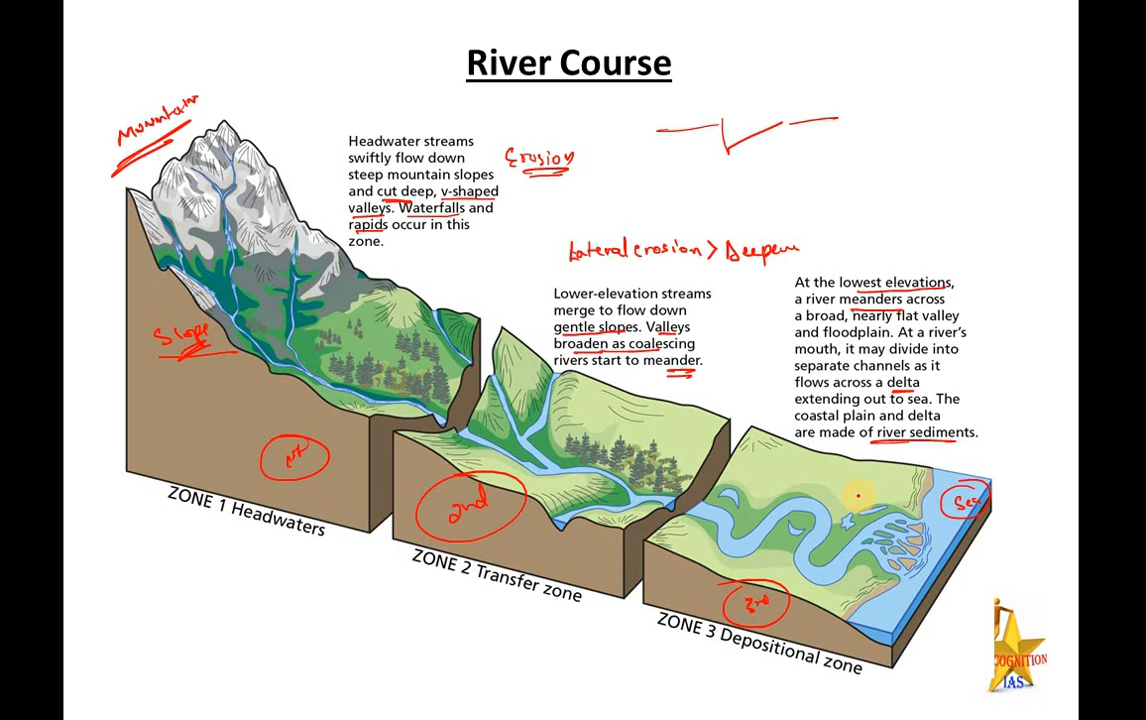 River Course
Mountain
Headwater streams
swiftly flow down
steep mountain slopes
and cut deep, v-shaped
valleys. Waterfalls and
rapids occur in this
zone.
Erosion
Lateral erosion >
Lower-elevation streams
merge to flow down
gentle slopes. Valleys
broaden as coalescing
rivers start to meander.
At the lowest elevations,
a river meanders across
a broad, nearly flat valley
and floodplain. At a river's
mouth, it may divide into
separate channels as it
flows across a delta
extending out to sea. The
coastal plain and delta
are made of river sediments.
Slope
2nd
3rd
Sea
ZONE 1 Headwaters
ZONE 2 Transfer zone
ZONE 3 Depositional zone
COGNITION
IAS